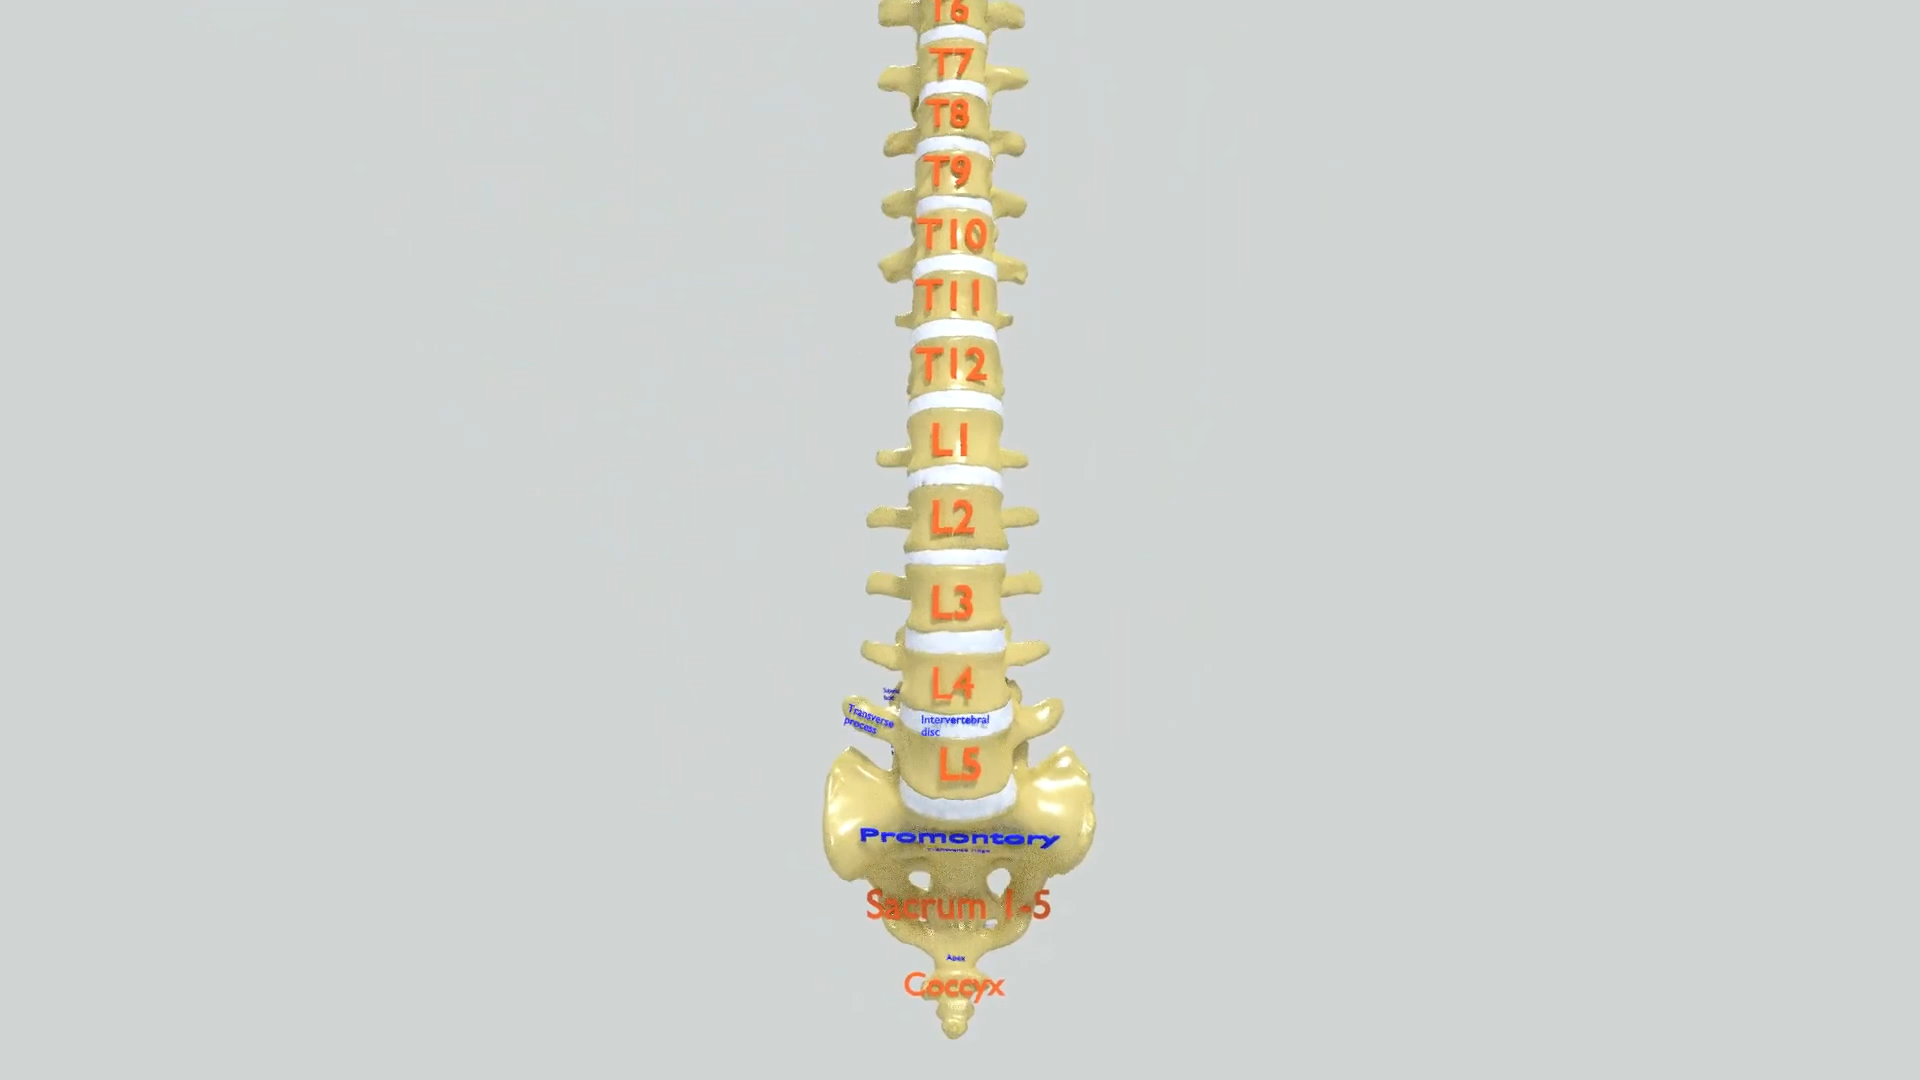 T6
T7
T8
T9
T10
T11
T12
L1
L2
L3
L4
Transverse
process
Intervertebral
disc
L5
Promontory
Sacrum 1-5
Apex
Coccyx